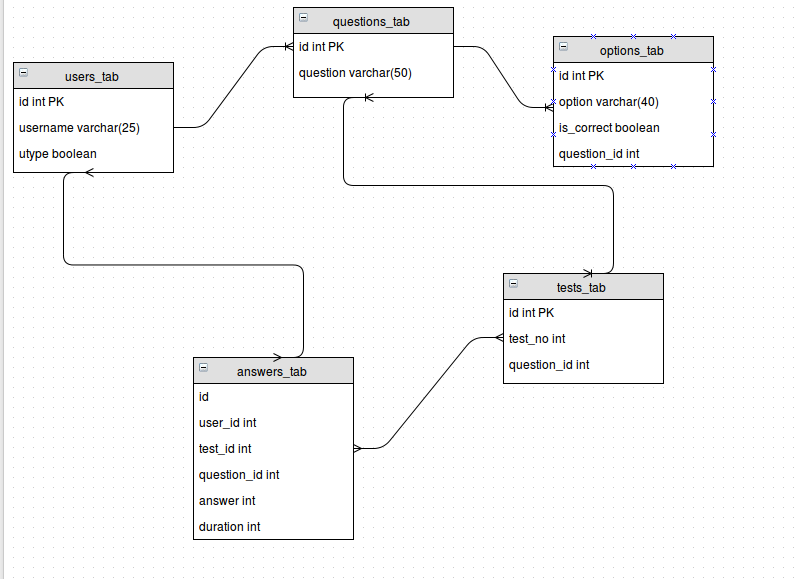 questions_tab
id int PK
question varchar(50)
options_tab
id int PK
option varchar(40)
is_correct boolean
question_id int
users_tab
id int PK
username varchar(25)
utype boolean
tests_tab
id int PK
test_no int
question_id int
answers_tab
id
user_id int
test_id int
question_id int
answer int
duration int